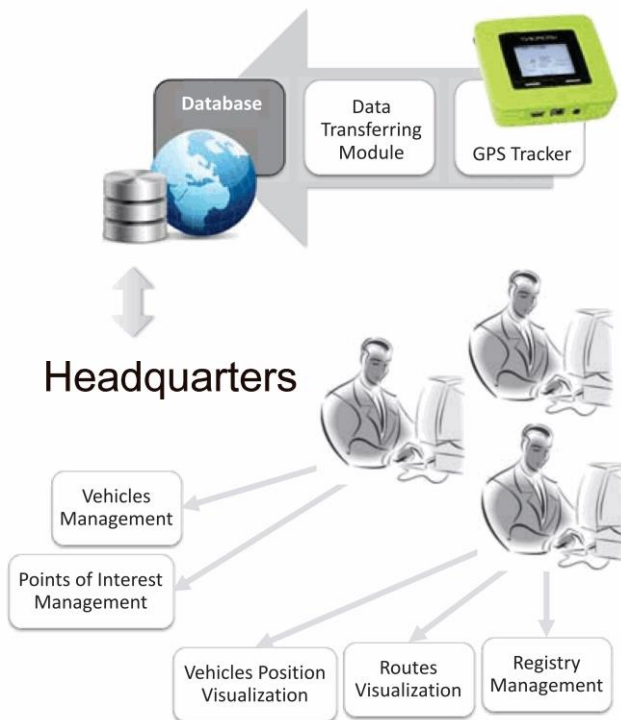 Database
Data
Transferring
Module
GPS Tracker
Headquarters
Vehicles
Management
Points of Interest
Management
Vehicles Position
Visualization
Routes
Visualization
Registry
Management